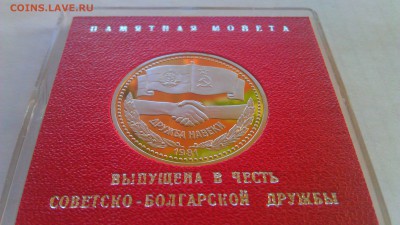 COINS.LAVE.RU
ПАМЯТНАЯ МОНЕТА
ДРУЖБА НАВЕКИ
1981
ВЫПУЩЕНА В ЧЕСТЬ
СОВЕТСКО-БОЛГАРСКОЙ ДРУЖБЫ